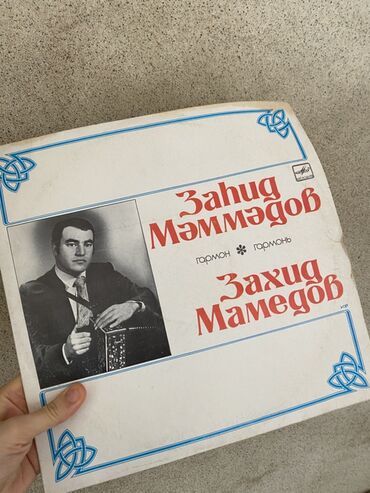 Заһид
Мәммәдов
гармон * гармонь
Захид
Мамедов